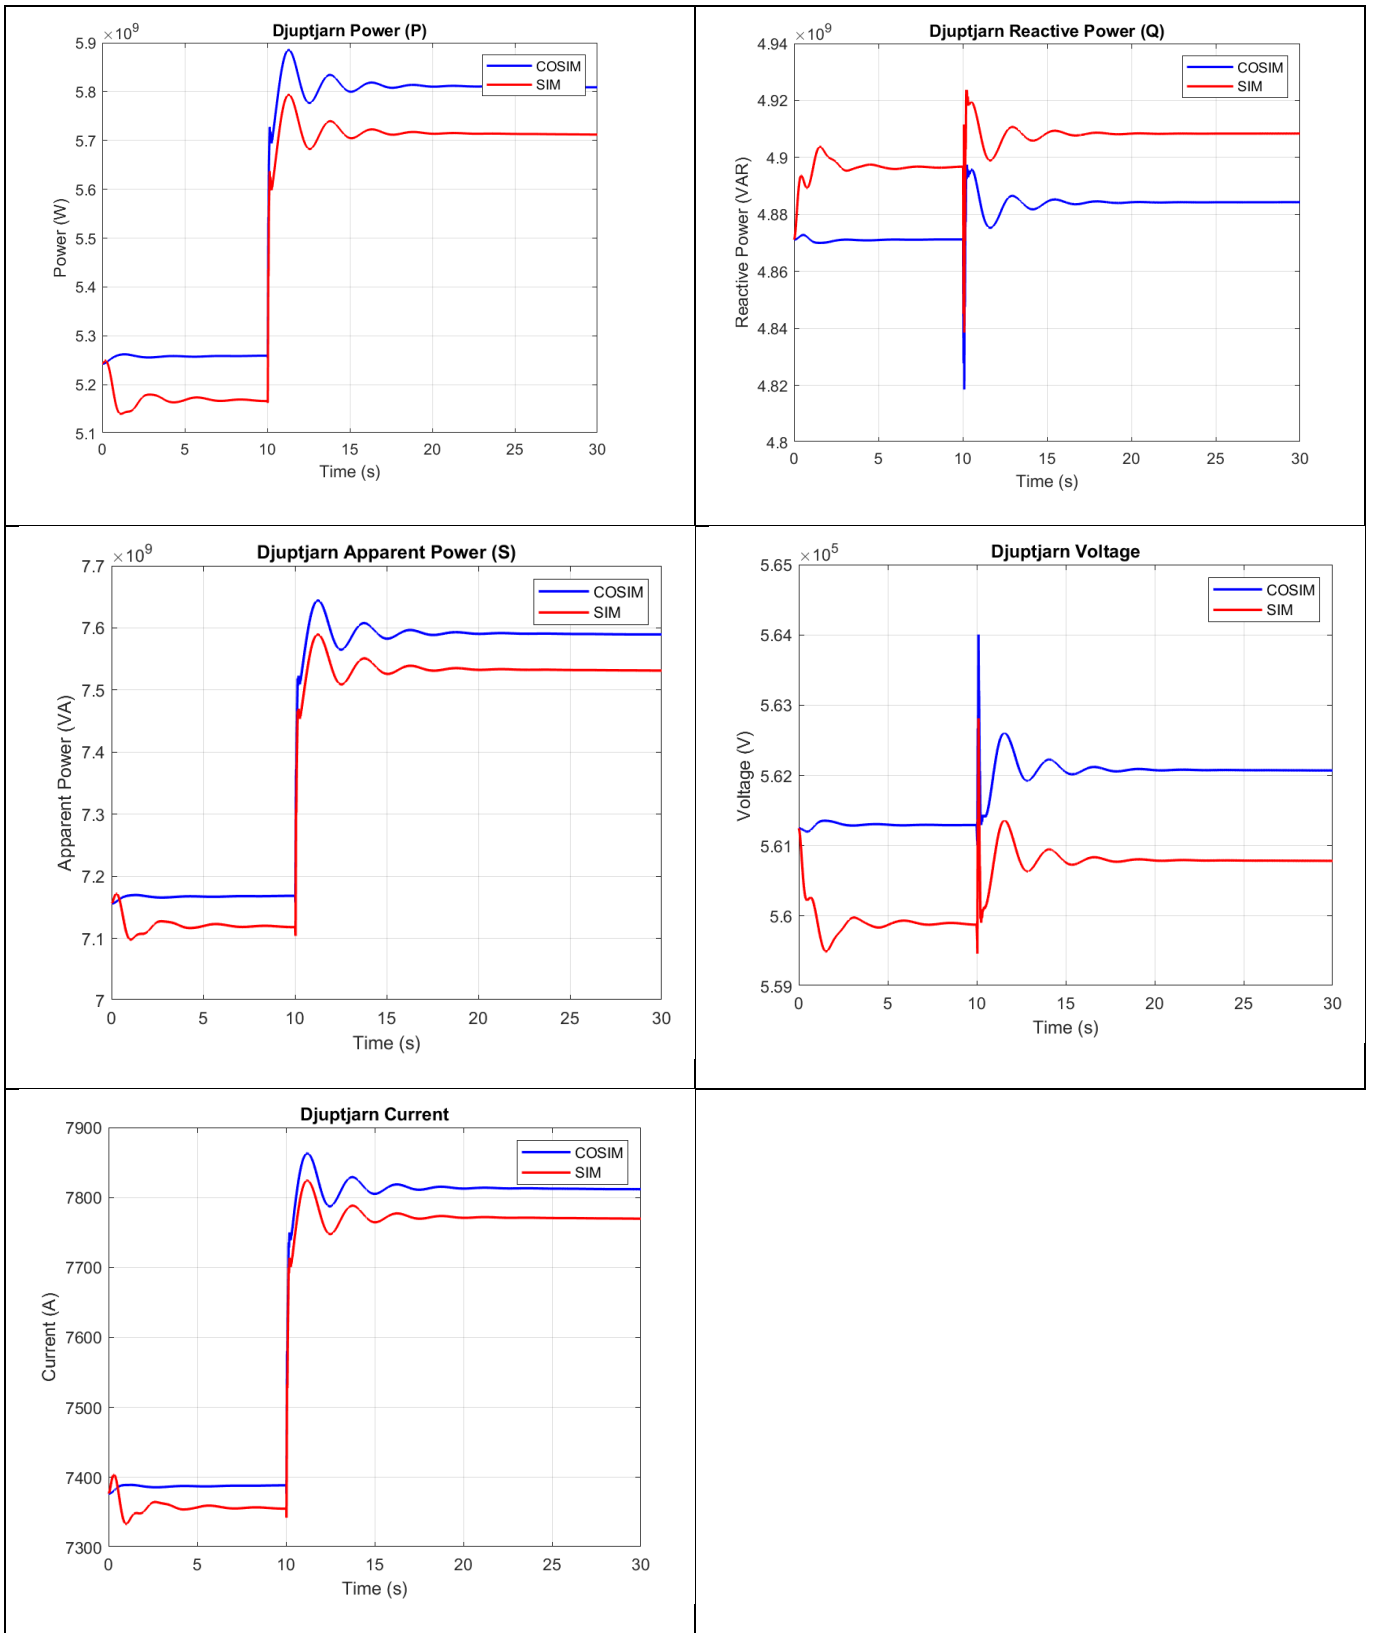 Djuptjarn Power (P)
×10^9
5.9
5.8
5.7
5.6
5.5
5.4
5.3
5.2
5.1
Power (W)
COSIM
SIM
0 5 10 15 20 25 30
Time (s)
Djuptjarn Reactive Power (Q)
×10^9
4.94
4.92
4.9
4.88
4.86
4.84
4.82
4.8
Reactive Power (VAR)
COSIM
SIM
0 5 10 15 20 25 30
Time (s)
Djuptjarn Apparent Power (S)
×10^9
7.7
7.6
7.5
7.4
7.3
7.2
7.1
7
Apparent Power (VA)
COSIM
SIM
0 5 10 15 20 25 30
Time (s)
Djuptjarn Voltage
×10^5
5.65
5.64
5.63
5.62
5.61
5.6
5.59
Voltage (V)
COSIM
SIM
0 5 10 15 20 25 30
Time (s)
Djuptjarn Current
7900
7800
7700
7600
7500
7400
7300
Current (A)
COSIM
SIM
0 5 10 15 20 25 30
Time (s)